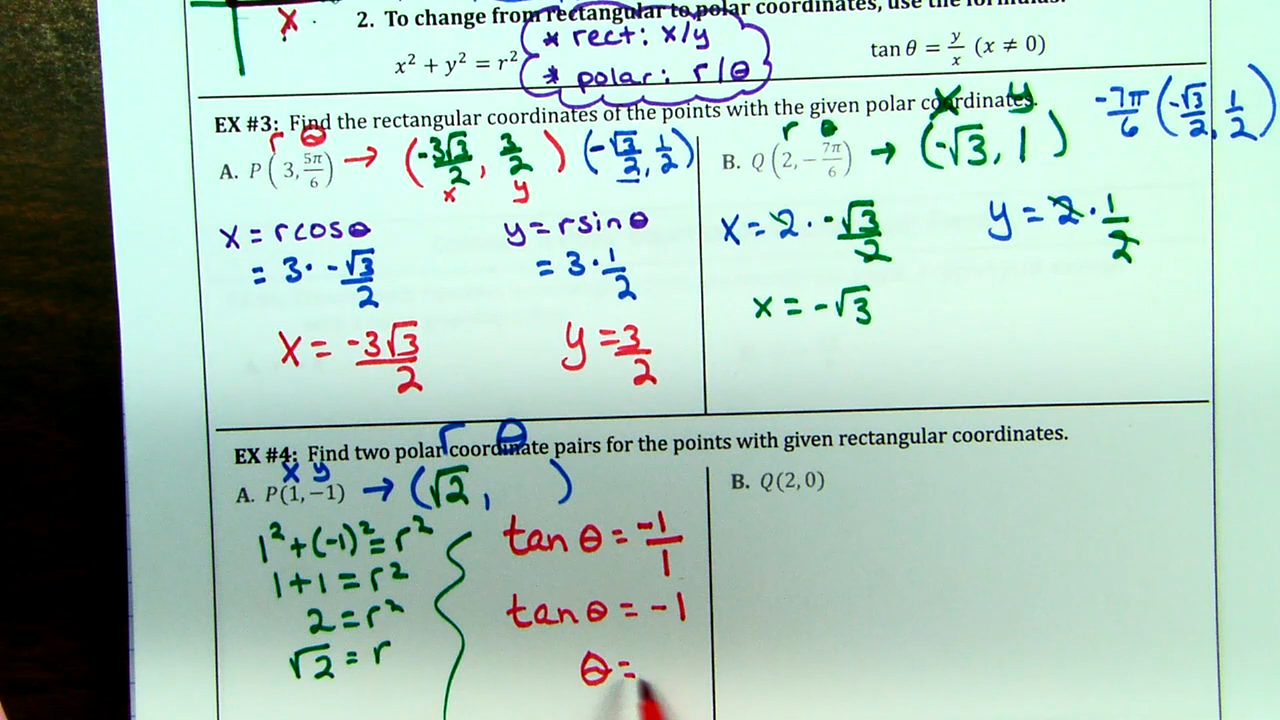 x.
2. To change from rectangular to polar coordinates, use the formulas:
* rect: x/y
x² + y² = r²
* polar: r/θ
tan θ = y/x (x ≠ 0)
EX #3: Find the rectangular coordinates of the points with the given polar coordinates.
r θ
A. P(3, 5π/6) → (-3√3/2, 3/2) (-√3/2, 1/2)
x y
x = r cos θ
= 3 · -√3/2
x = -3√3/2
y = r sin θ
= 3 · 1/2
y = 3/2
r θ x y
B. Q(2, -7π/6) → (-√3, 1)
-7π/6 (-√3/2, 1/2)
x = 2 · -√3/2
x = -√3
y = 2 · 1/2
EX #4: Find two polar coordinate pairs for the points with given rectangular coordinates.
x y r θ
A. P(1, -1) → (√2, )
1² + (-1)² = r²
1 + 1 = r²
2 = r²
√2 = r
tan θ = -1/1
tan θ = -1
θ =
B. Q(2, 0)